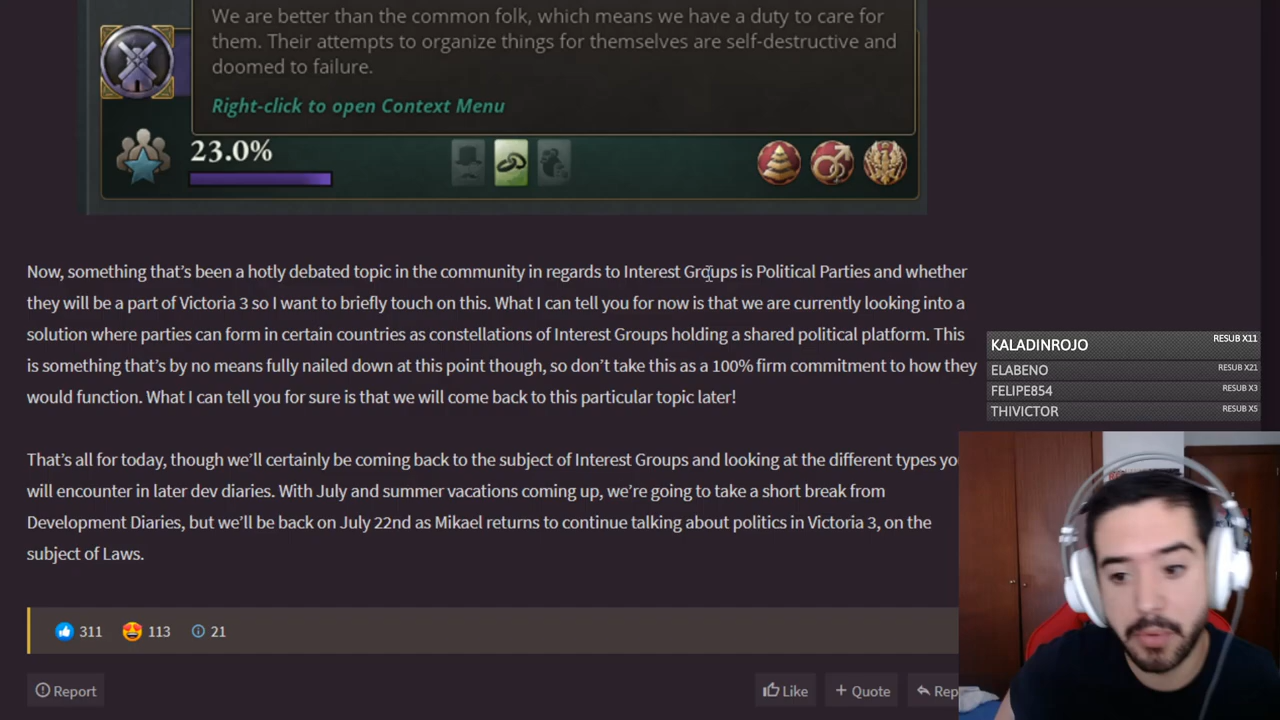 We are better than the common folk, which means we have a duty to care for
them. Their attempts to organize things for themselves are self-destructive and
doomed to failure.
Right-click to open Context Menu
23.0%
Now, something that's been a hotly debated topic in the community in regards to Interest Groups is Political Parties and whether
they will be a part of Victoria 3 so I want to briefly touch on this. What I can tell you for now is that we are currently looking into a
solution where parties can form in certain countries as constellations of Interest Groups holding a shared political platform. This
is something that's by no means fully nailed down at this point though, so don't take this as a 100% firm commitment to how they
would function. What I can tell you for sure is that we will come back to this particular topic later!
KALADINROJO RESUB X11
ELABENO RESUB X21
FELIPE854 RESUB X3
THIVICTOR RESUB X5
That's all for today, though we'll certainly be coming back to the subject of Interest Groups and looking at the different types yo
will encounter in later dev diaries. With July and summer vacations coming up, we're going to take a short break from
Development Diaries, but we'll be back on July 22nd as Mikael returns to continue talking about politics in Victoria 3, on the
subject of Laws.
311 113 21
Report Like + Quote Rep